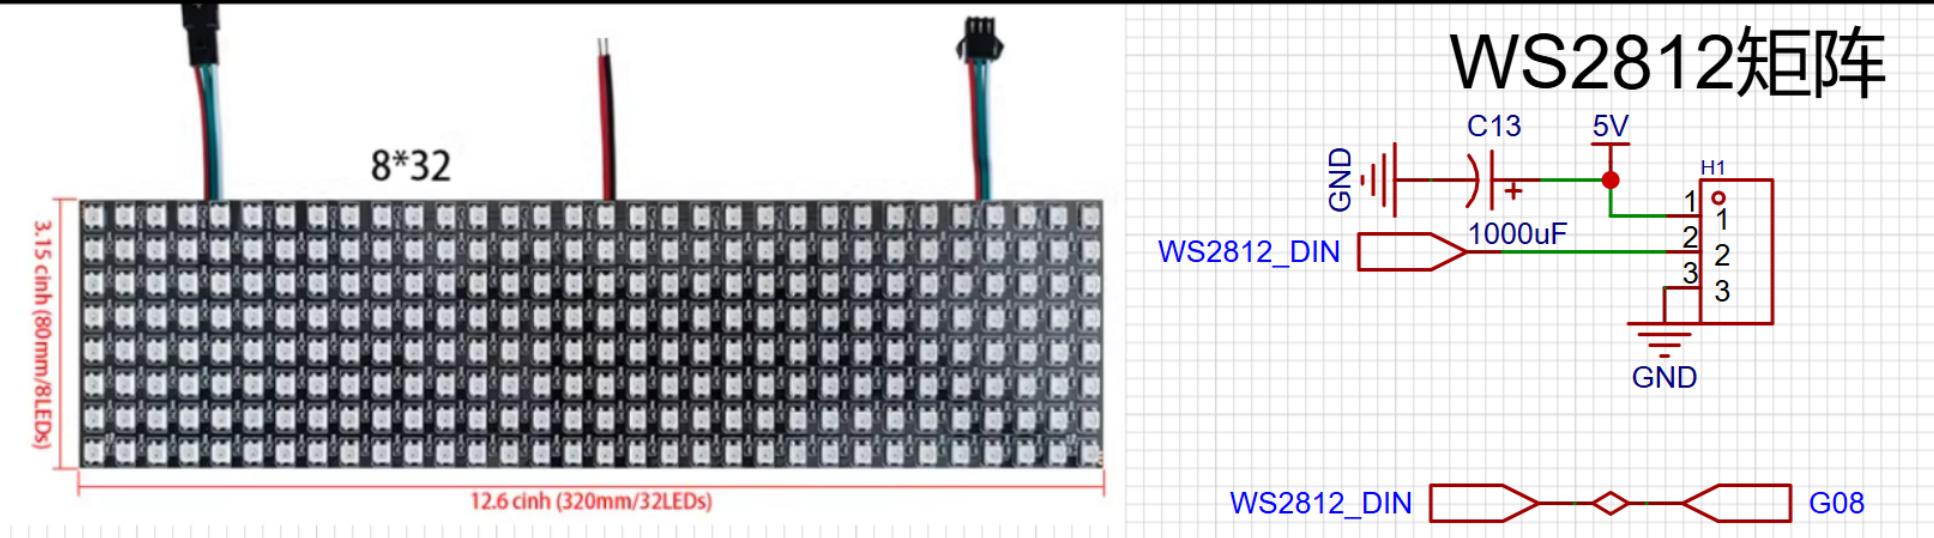 8*32
3.15 cinh (80mm/8LEDs)
12.6 cinh (320mm/32LEDs)
WS2812矩阵
C13
5V
GND
H1
+
1
1
1000uF
2
WS2812_DIN
2
3
3
GND
WS2812_DIN
G08